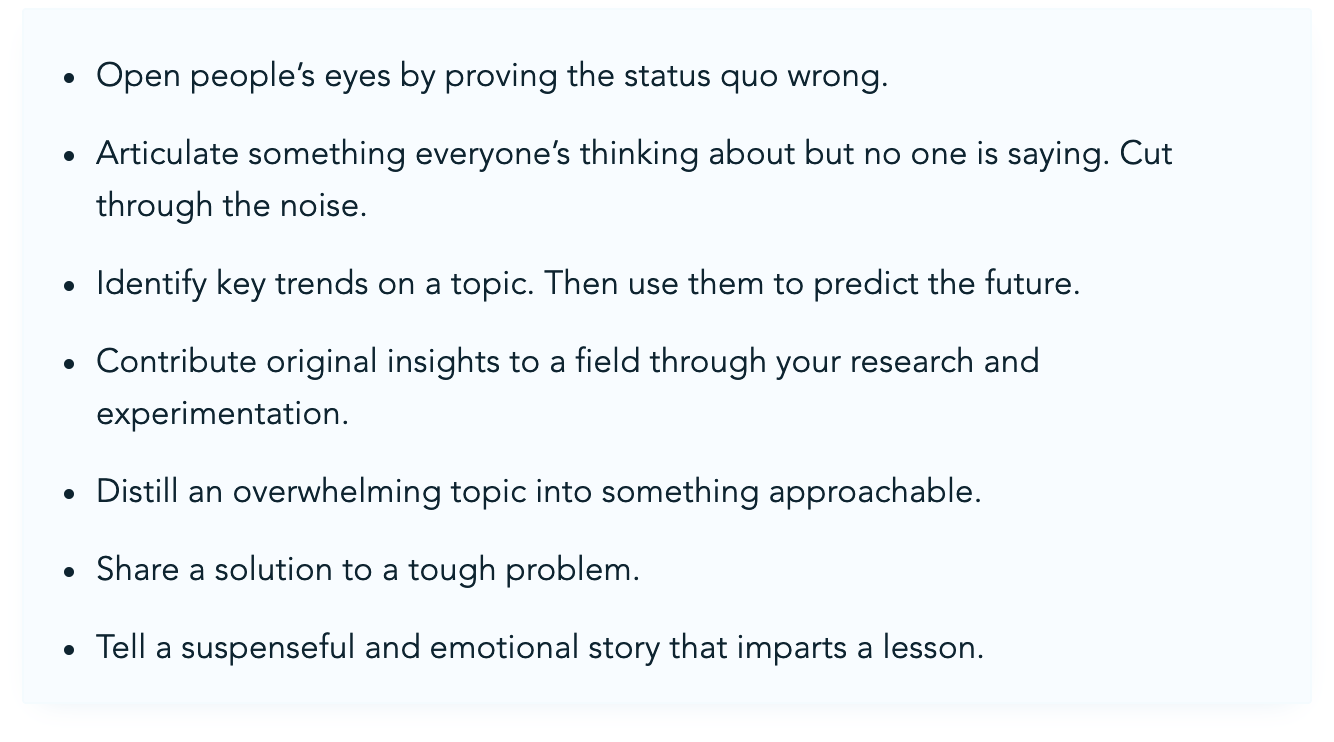 • Open people’s eyes by proving the status quo wrong.
• Articulate something everyone’s thinking about but no one is saying. Cut
through the noise.
• Identify key trends on a topic. Then use them to predict the future.
• Contribute original insights to a field through your research and
experimentation.
• Distill an overwhelming topic into something approachable.
• Share a solution to a tough problem.
• Tell a suspenseful and emotional story that imparts a lesson.